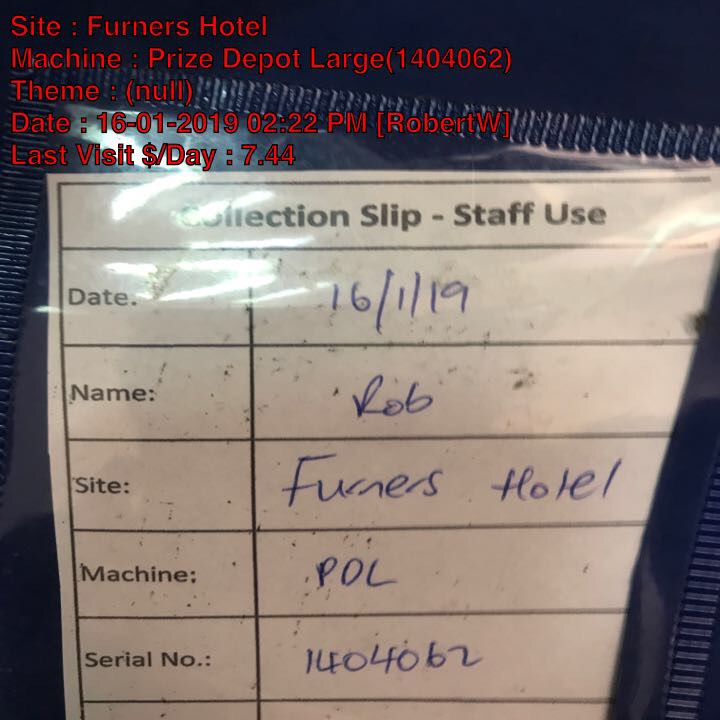 Site : Furners Hotel
Machine : Prize Depot Large(1404062)
Theme : (null)
Date : 16-01-2019 02:22 PM [RobertW]
Last Visit $/Day : 7.44
Collection Slip - Staff Use
Date. 16/1/19
Name: Rob
Site: Furners Hotel
Machine: PDL
Serial No.: 1404062